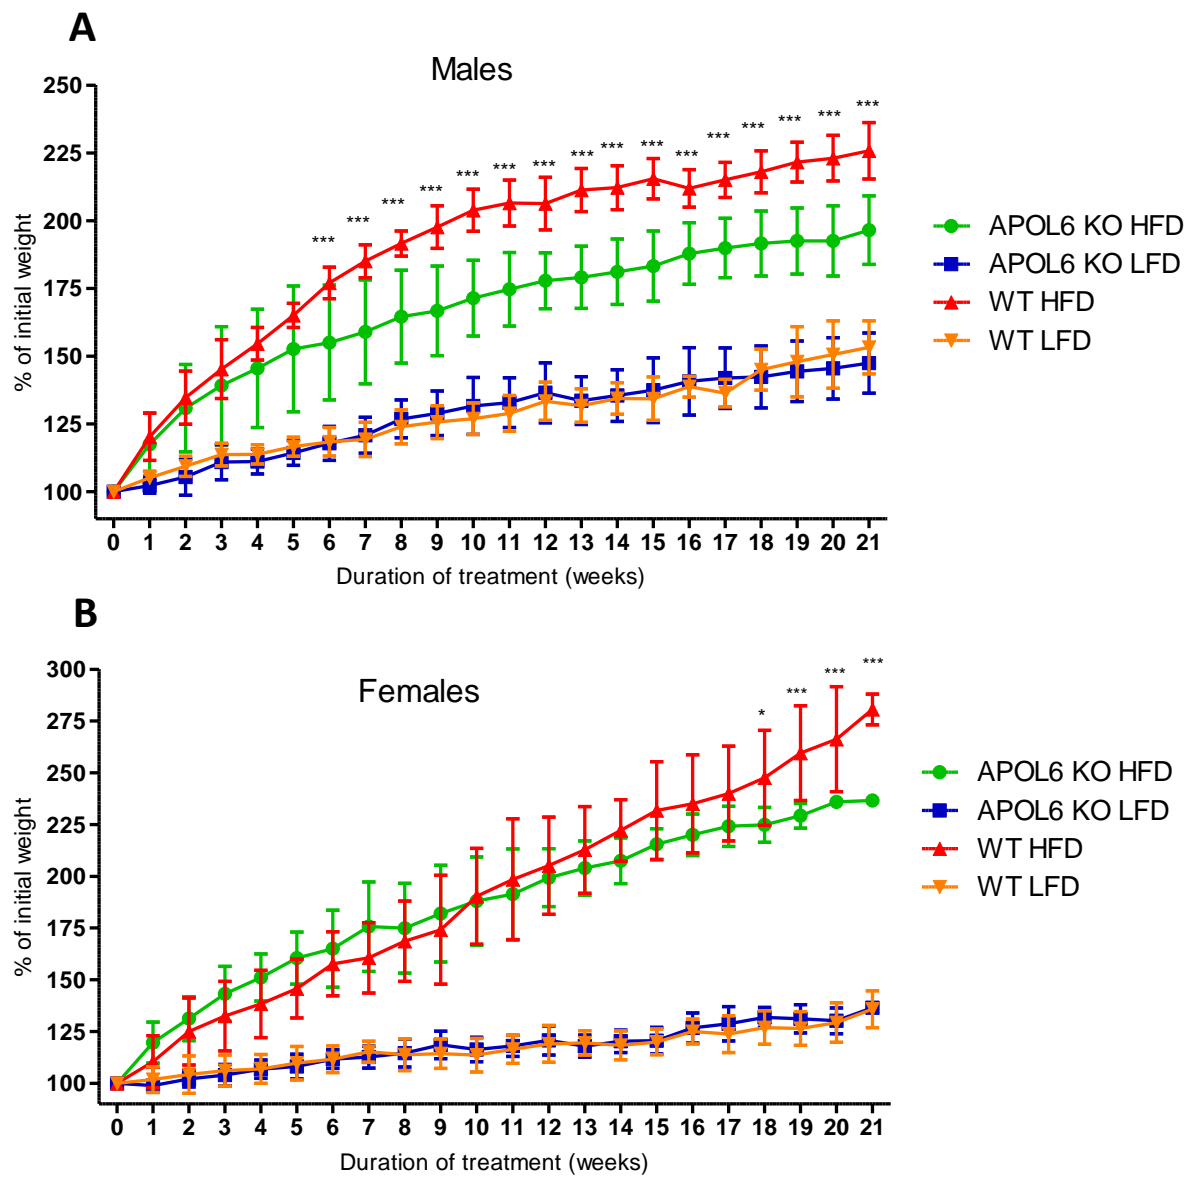 A
Males
250
225
200
175
150
125
100
% of initial weight
*** *** *** *** *** *** *** *** *** *** *** *** *** *** *** ***
0 1 2 3 4 5 6 7 8 9 10 11 12 13 14 15 16 17 18 19 20 21
Duration of treatment (weeks)
APOL6 KO HFD
APOL6 KO LFD
WT HFD
WT LFD
B
Females
300
275
250
225
200
175
150
125
100
% of initial weight
* *** *** ***
0 1 2 3 4 5 6 7 8 9 10 11 12 13 14 15 16 17 18 19 20 21
Duration of treatment (weeks)
APOL6 KO HFD
APOL6 KO LFD
WT HFD
WT LFD